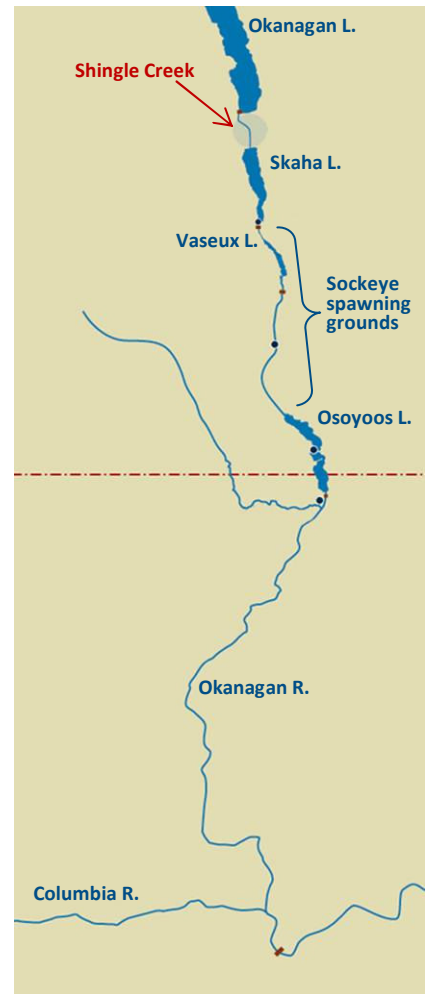 Okanagan L.
Shingle Creek
Skaha L.
Vaseux L.
Sockeye
spawning
grounds
Osoyoos L.
Okanagan R.
Columbia R.